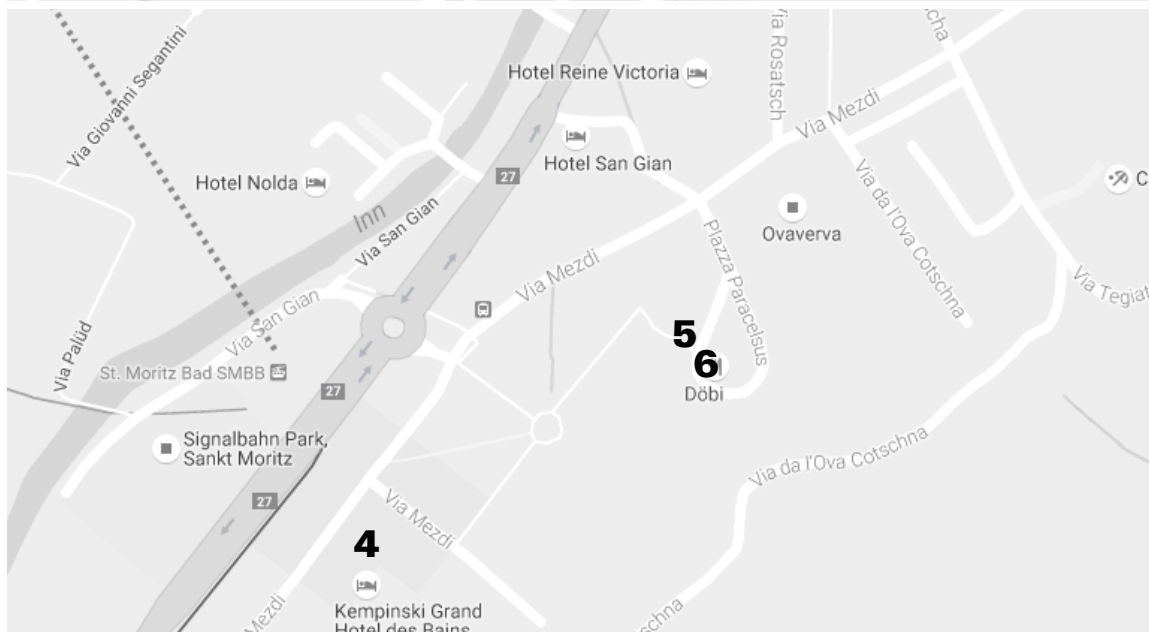 Via Giovanni Segantini
Hotel Reine Victoria
Via Rosatsch
cha
Via Mezdi
Hotel San Gian
27
Hotel Nolda
Inn
Via San Gian
Via da l'Ova Cotschna
C
Ovaverva
Plazza Paracelsus
Via Mezdi
Via Tegiat
Via San Gian
5
6
Via Palüd
St. Moritz Bad SMBB
27
Döbi
Signalbahn Park,
Sankt Moritz
Via da l'Ova Cotschna
27
Via Mezdi
4
Kempinski Grand
Hotel des Bains
Mezdi
schna